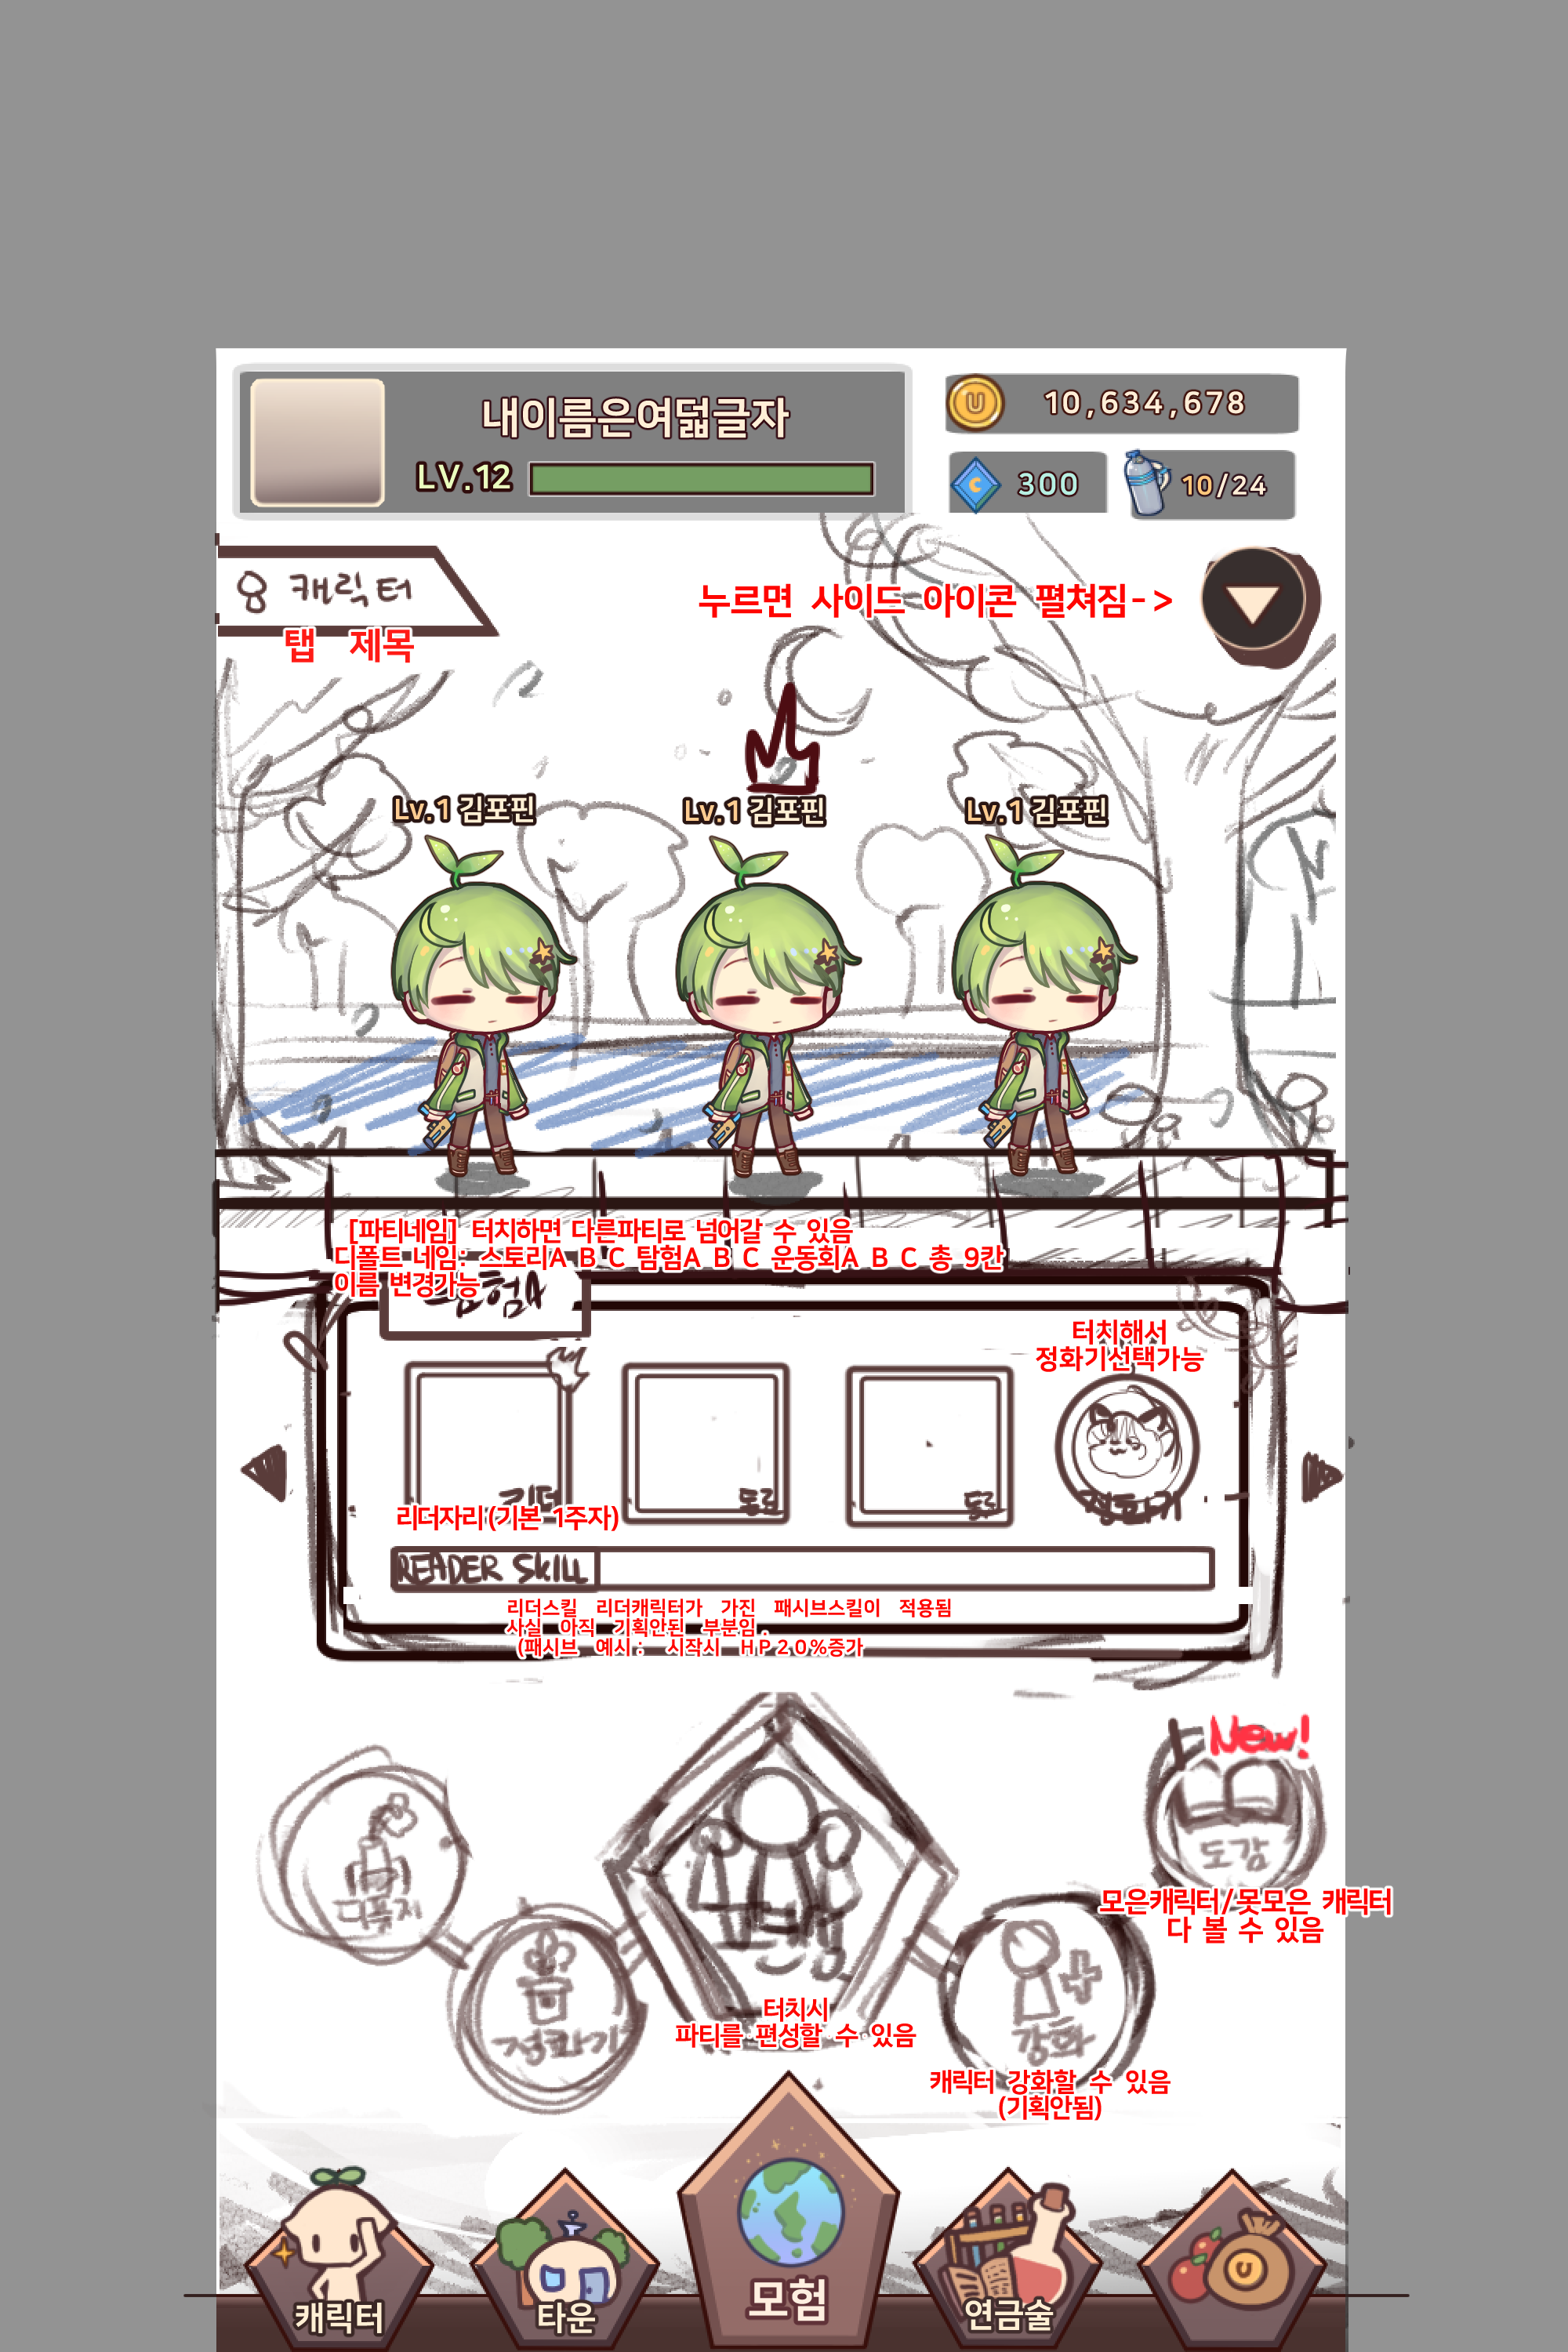 내이름은여덟글자
LV.12
U
10,634,678
C
300
10/24
캐릭터
탭 제목
누르면 사이드 아이콘 펼쳐짐->
Lv.1 김포핀
Lv.1 김포핀
Lv.1 김포핀
[파티네임] 터치하면 다른파티로 넘어갈 수 있음
디폴트 네임: 스토리A B C 탐험A B C 운동회A B C 총 9칸
이름 변경가능
터치해서
정화기선택가능
리더
동료
동료
정화기
리더자리(기본 1주자)
READER SKILL
리더스킬 리더캐릭터가 가진 패시브스킬이 적용됨
사실 아직 기획안된 부분임.
(패시브 예시: 시작시 HP20%증가
New!
도감
모은캐릭터/못모은 캐릭터
다 볼 수 있음
정화기
터치시
파티를 편성할 수 있음
강화
캐릭터 강화할 수 있음
(기획안됨)
캐릭터
타운
모험
연금술
U